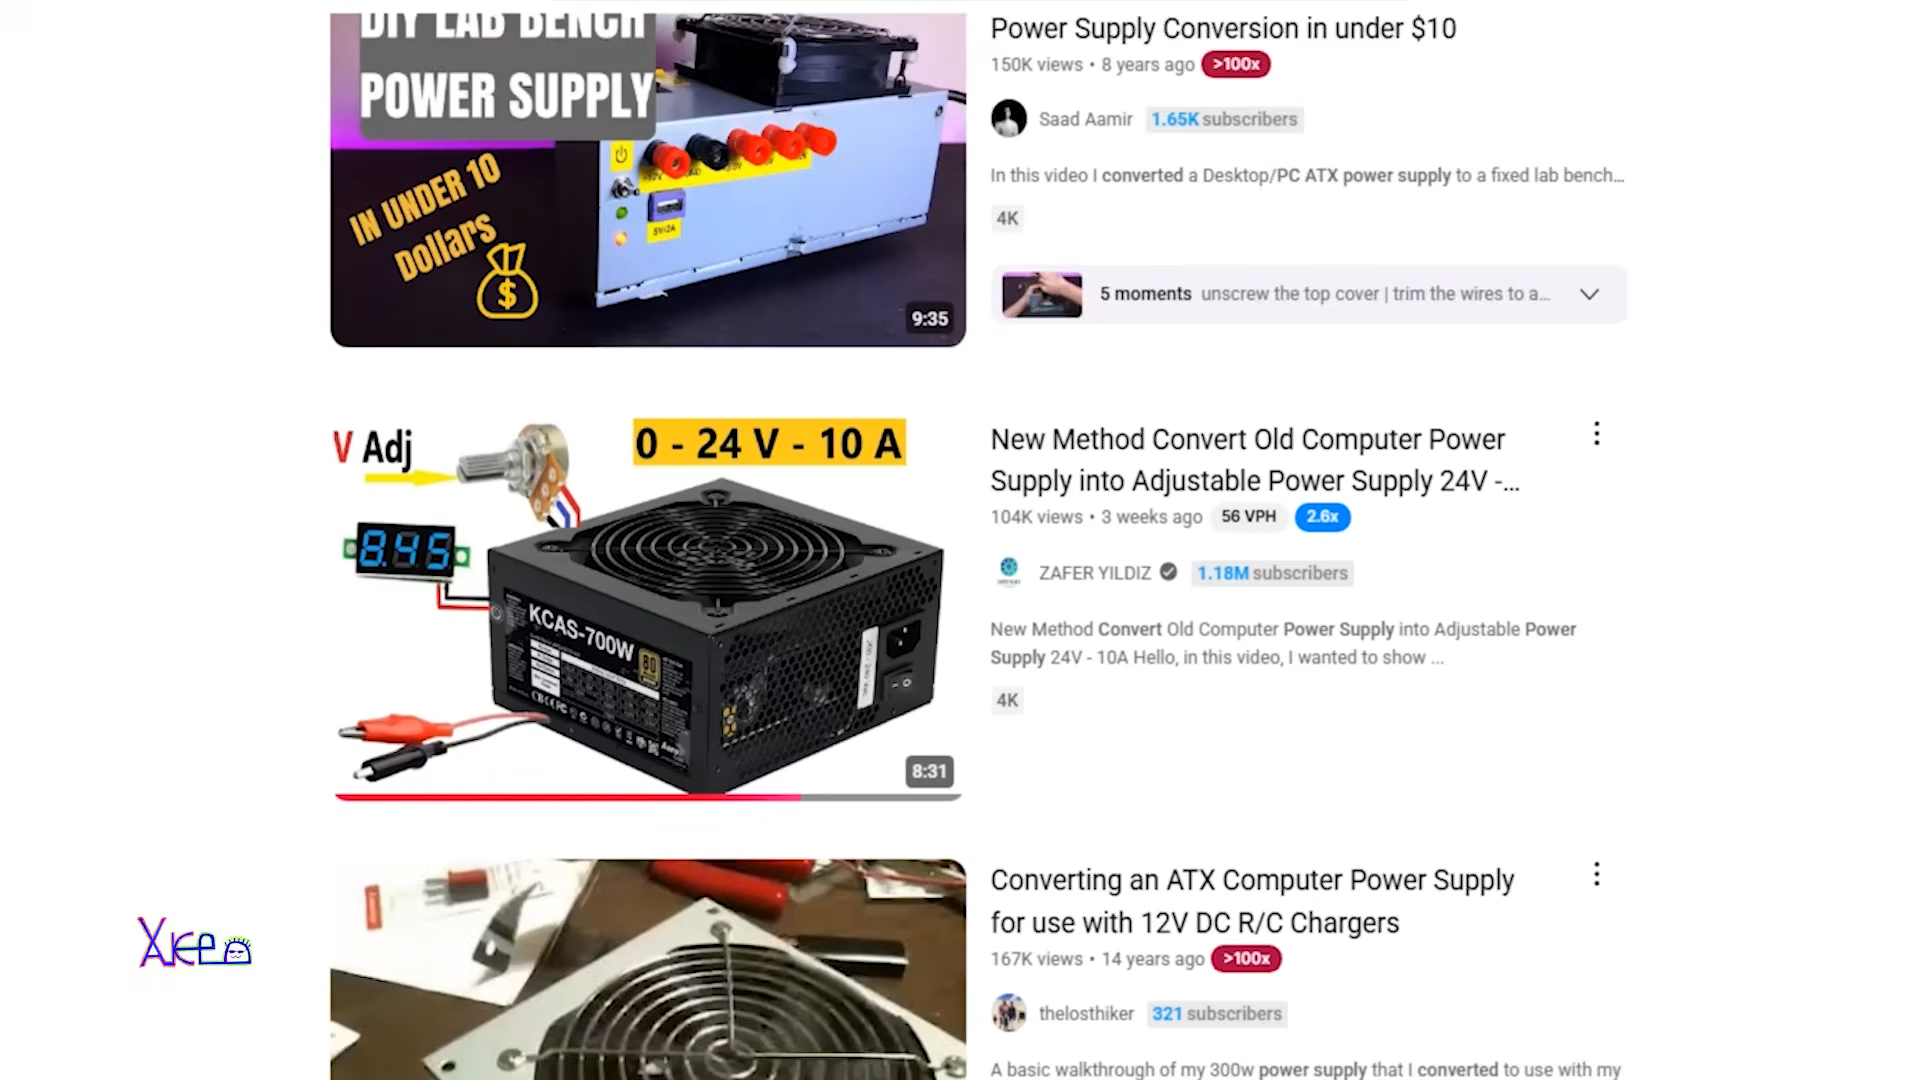 DIY LAB BENCH
POWER SUPPLY
IN UNDER 10
Dollars
$
5V/2A
9:35
Power Supply Conversion in under $10
150K views • 8 years ago >100x
Saad Aamir 1.65K subscribers
In this video I converted a Desktop/PC ATX power supply to a fixed lab bench...
4K
5 moments unscrew the top cover | trim the wires to a...
V Adj
0 - 24 V - 10 A
8.45
KCAS-700W
80
8:31
New Method Convert Old Computer Power
Supply into Adjustable Power Supply 24V -...
104K views • 3 weeks ago 56 VPH 2.6x
ZAFER YILDIZ 1.18M subscribers
New Method Convert Old Computer Power Supply into Adjustable Power
Supply 24V - 10A Hello, in this video, I wanted to show ...
4K
Converting an ATX Computer Power Supply
for use with 12V DC R/C Chargers
167K views • 14 years ago >100x
thelosthiker 321 subscribers
A basic walkthrough of my 300w power supply that I converted to use with my